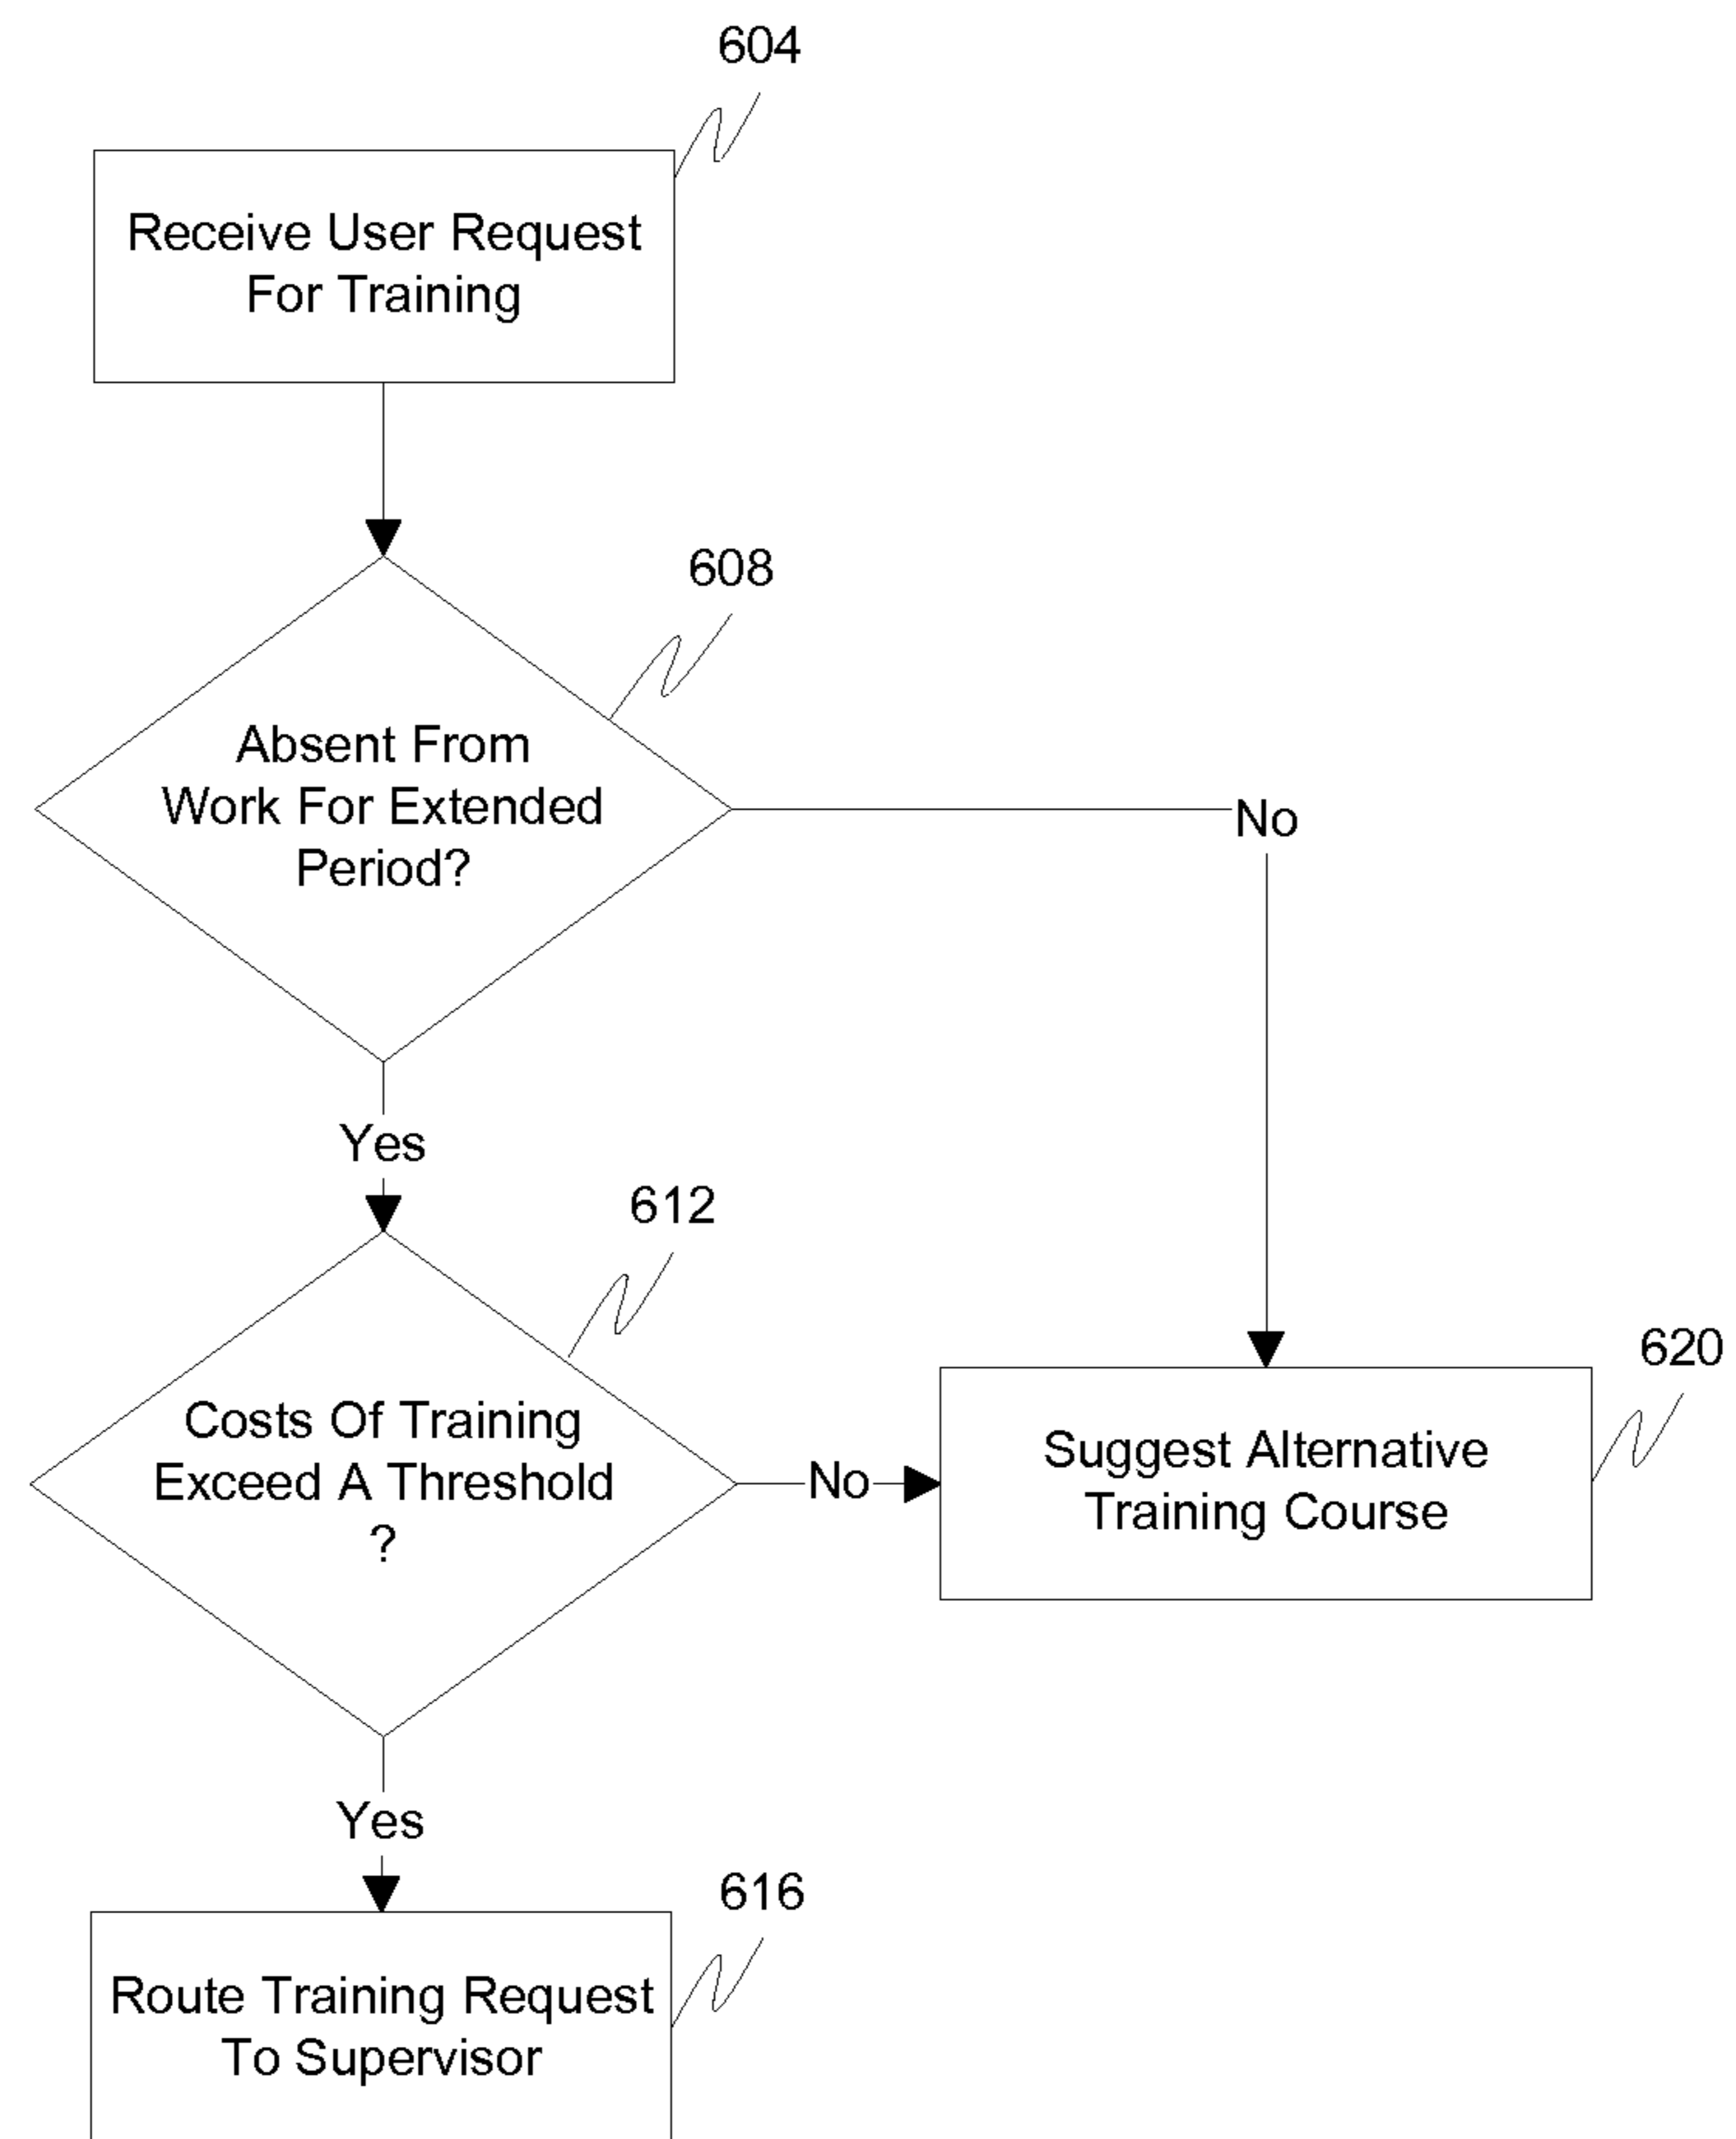 604
Receive User Request
For Training
608
Absent From
Work For Extended
Period?
No
Yes
612
Costs Of Training
Exceed A Threshold
?
No
620
Suggest Alternative
Training Course
Yes
616
Route Training Request
To Supervisor